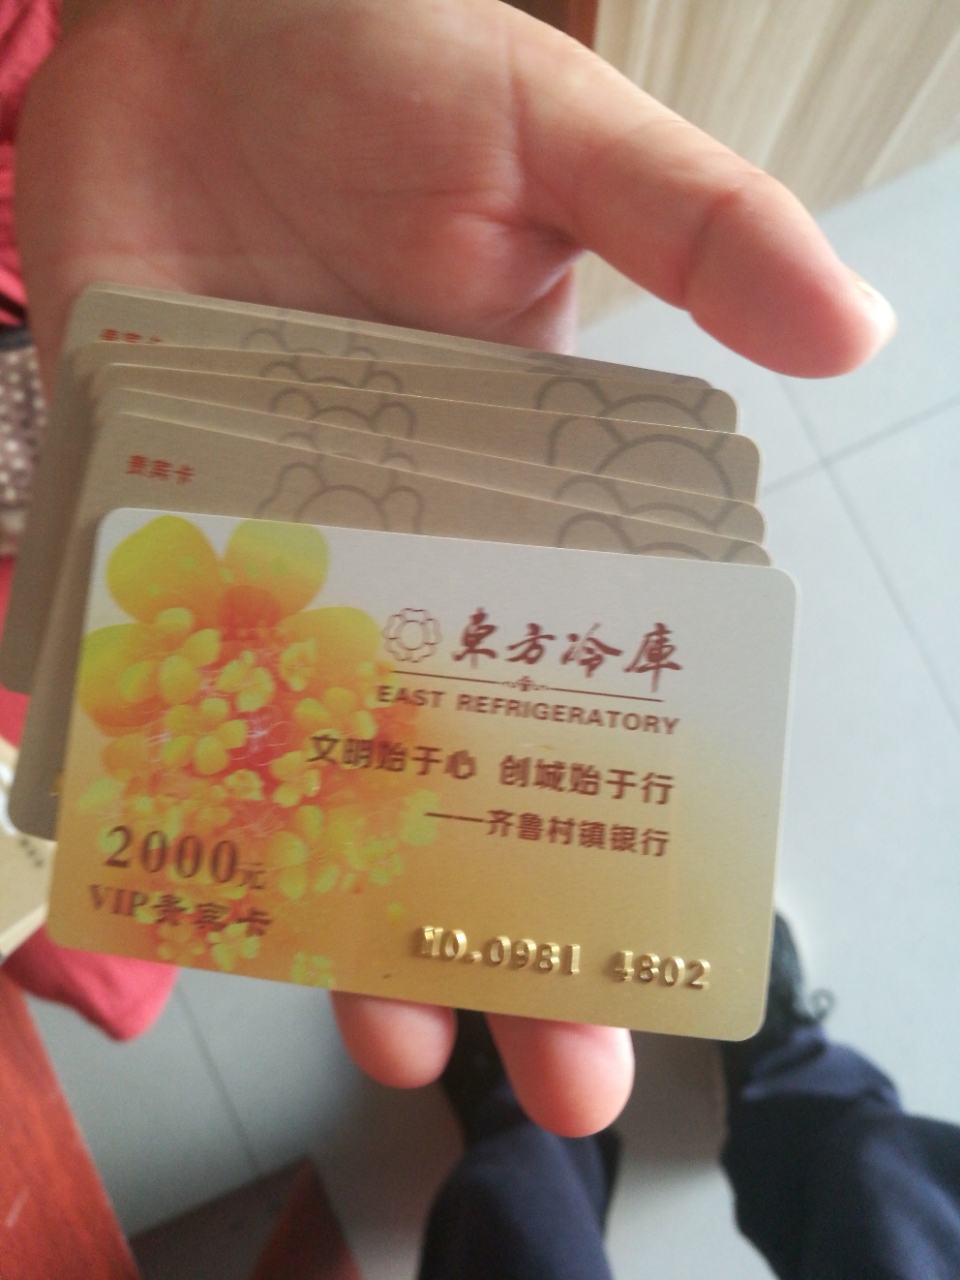 贵宾卡
東方冷庫
EAST REFRIGERATORY
文明始于心 创城始于行
——齐鲁村镇银行
2000元
VIP贵宾卡
NO.0981 4802